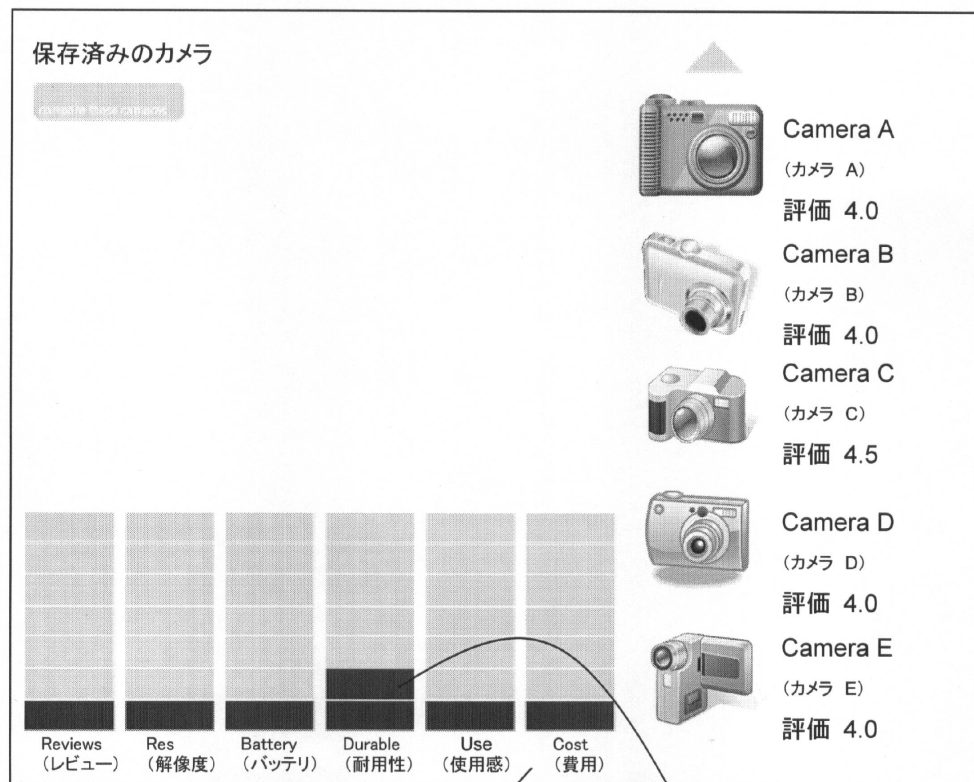 保存済みのカメラ
Camera A
(カメラ A)
評価 4.0
Camera B
(カメラ B)
評価 4.0
Camera C
(カメラ C)
評価 4.5
Camera D
(カメラ D)
評価 4.0
Camera E
(カメラ E)
評価 4.0
Reviews
(レビュー)
Res
(解像度)
Battery
(バッテリ)
Durable
(耐用性)
Use
(使用感)
Cost
(費用)